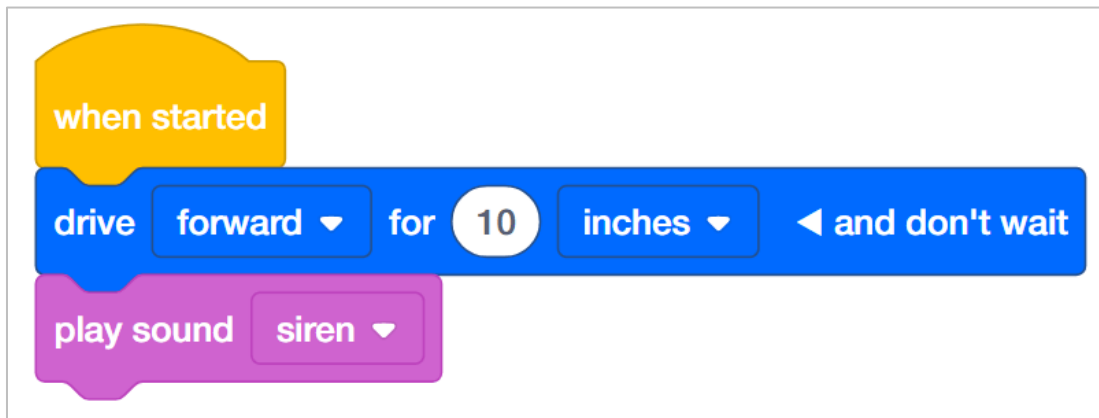 when started
drive forward for 10 inches and don't wait
play sound siren